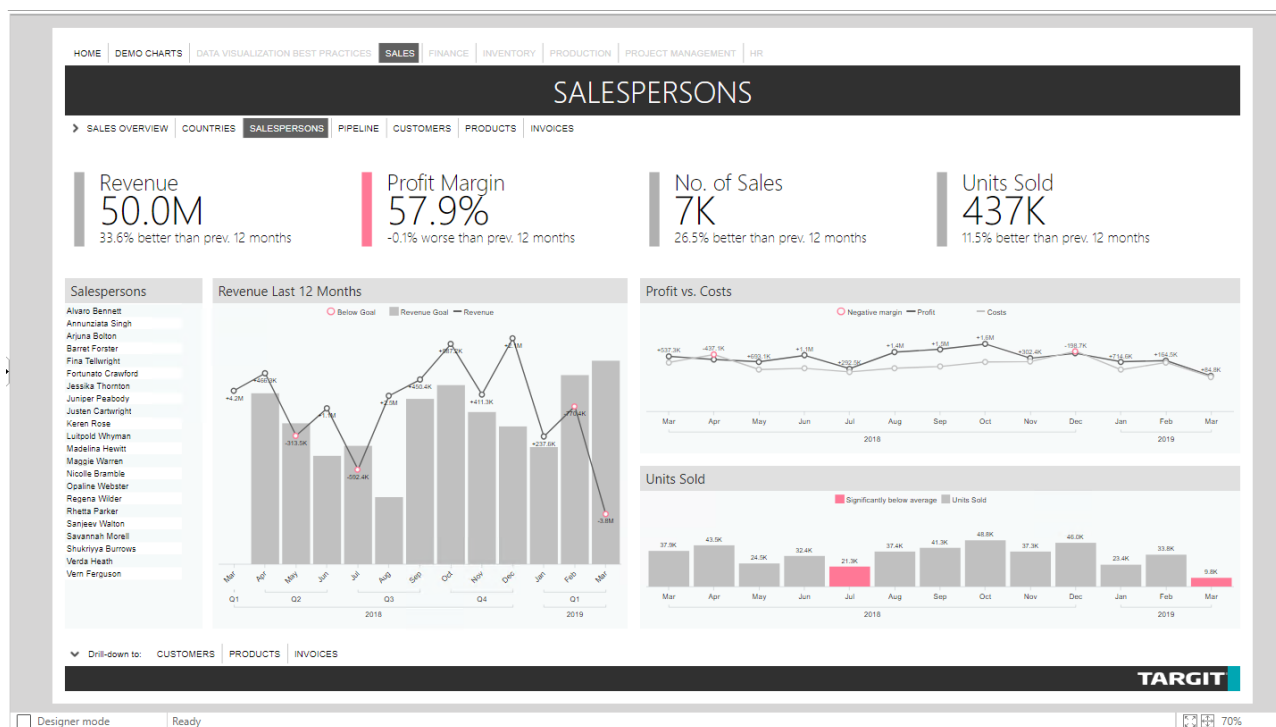 HOME DEMO CHARTS DATA VISUALIZATION BEST PRACTICES SALES FINANCE INVENTORY PRODUCTION PROJECT MANAGEMENT HR
SALESPERSONS
SALES OVERVIEW COUNTRIES SALESPERSONS PIPELINE CUSTOMERS PRODUCTS INVOICES
Revenue
50.0M
33.6% better than prev. 12 months
Profit Margin
57.9%
-0.1% worse than prev. 12 months
No. of Sales
7K
26.5% better than prev. 12 months
Units Sold
437K
11.5% better than prev. 12 months
Salespersons
Alvaro Bennett
Annunziata Singh
Arjuna Bolton
Barret Forster
Fina Tellwright
Fortunato Crawford
Jessika Thornton
Juniper Peabody
Justen Cartwright
Keren Rose
Luitpold Whyman
Madelina Hewitt
Maggie Warren
Nicolle Bramble
Opaline Webster
Regena Wilder
Rhetta Parker
Sanjeev Walton
Savannah Morell
Shukriyya Burrows
Verda Heath
Vern Ferguson
Revenue Last 12 Months
Below Goal Revenue Goal Revenue
+4.2M -313.5K -592.4K +450.4K +411.3K +237.6K -770.4K -3.8M
Mar Apr May Jun Jul Aug Sep Oct Nov Dec Jan Feb Mar
Q1 Q2 Q3 Q4 Q1
2018 2019
Profit vs. Costs
Negative margin Profit Costs
+537.3K -437.1K +659.1K +1.1M +292.5K +1.4M +1.5M +1.6M +302.4K -198.7K +714.6K +164.5K +84.8K
Mar Apr May Jun Jul Aug Sep Oct Nov Dec Jan Feb Mar
2018 2019
Units Sold
Significantly below average Units Sold
37.9K 43.5K 24.5K 32.4K 21.3K 37.4K 41.3K 48.8K 37.3K 46.0K 23.4K 33.8K 9.8K
Mar Apr May Jun Jul Aug Sep Oct Nov Dec Jan Feb Mar
2018 2019
Drill-down to: CUSTOMERS PRODUCTS INVOICES
TARGIT
Designer mode Ready 70%